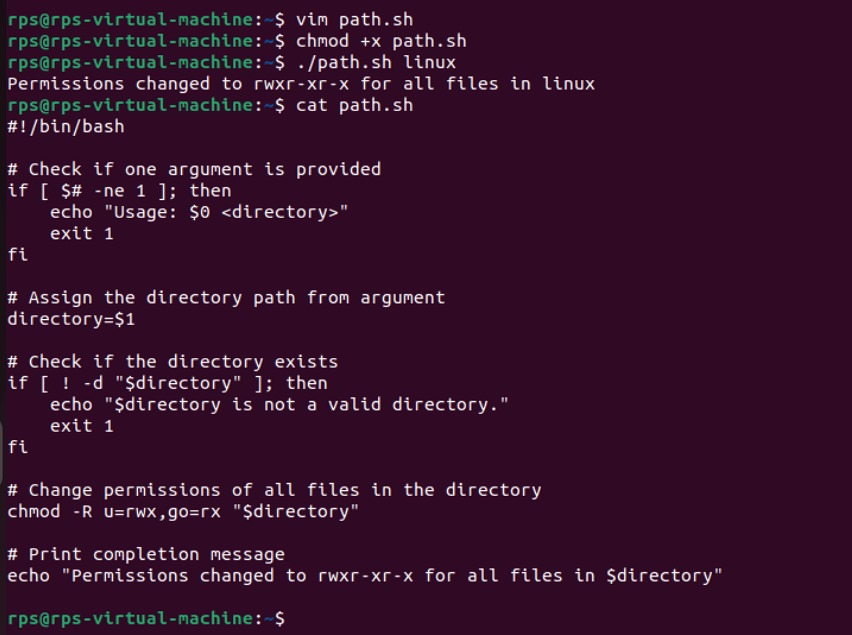 rps@rps-virtual-machine:~$ vim path.sh
rps@rps-virtual-machine:~$ chmod +x path.sh
rps@rps-virtual-machine:~$ ./path.sh linux
Permissions changed to rwxr-xr-x for all files in linux
rps@rps-virtual-machine:~$ cat path.sh
#!/bin/bash

# Check if one argument is provided
if [ $# -ne 1 ]; then
    echo "Usage: $0 <directory>"
    exit 1
fi

# Assign the directory path from argument
directory=$1

# Check if the directory exists
if [ ! -d "$directory" ]; then
    echo "$directory is not a valid directory."
    exit 1
fi

# Change permissions of all files in the directory
chmod -R u=rwx,go=rx "$directory"

# Print completion message
echo "Permissions changed to rwxr-xr-x for all files in $directory"

rps@rps-virtual-machine:~$